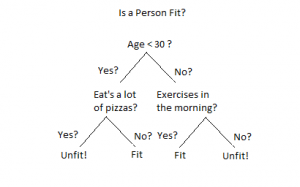 Is a Person Fit?
Age < 30 ?
Yes?
No?
Eat's a lot
of pizzas?
Exercises in
the morning?
Yes?
No?
Yes?
No?
Unfit!
Fit
Fit
Unfit!